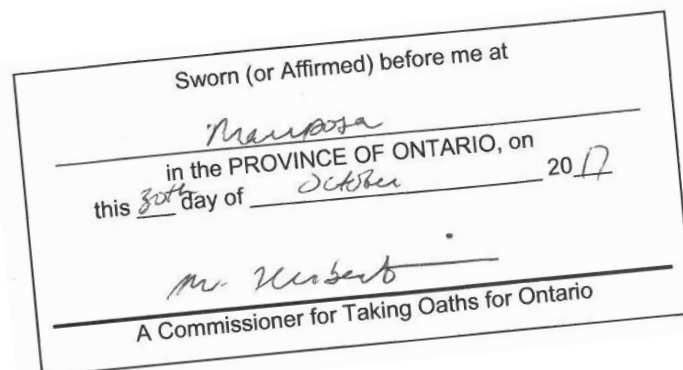 Sworn (or Affirmed) before me at
Mariposa
in the PROVINCE OF ONTARIO, on
this 30th day of October 2017
M. Herbert
A Commissioner for Taking Oaths for Ontario